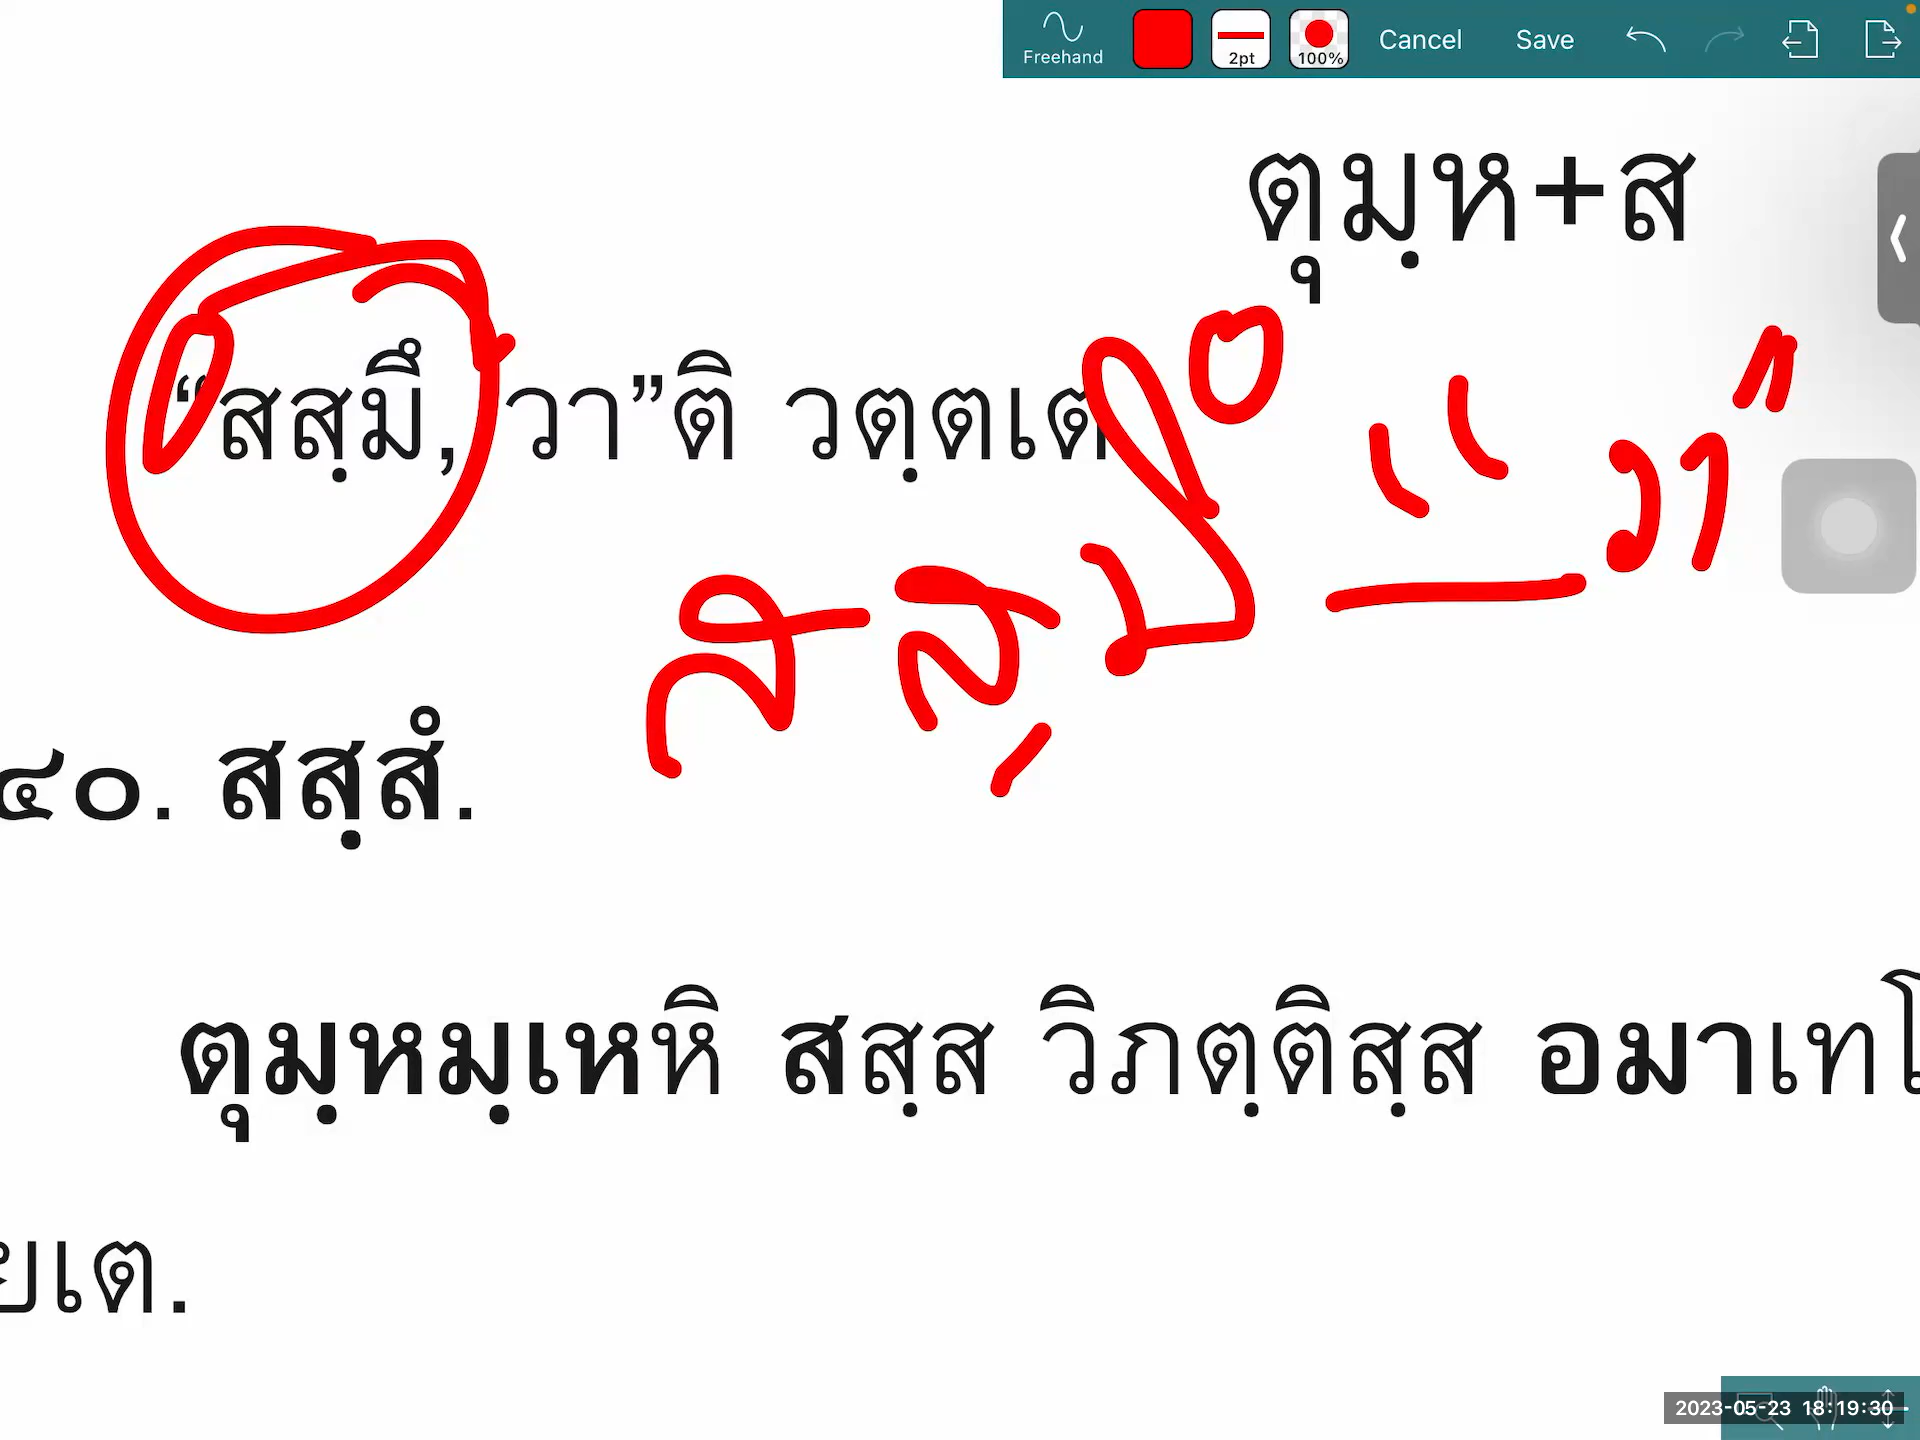 Freehand 2pt 100% Cancel Save
ตุมฺห+ส
“สสฺมึ, วา”ติ วตฺตเต
สสฺมึ “ วา”
๔๐. สสฺสํ.
ตุมฺหมฺเหหิ สสฺส วิภตฺติสฺส อมาเทโ
ยเต.
2023-05-23 18:19:30